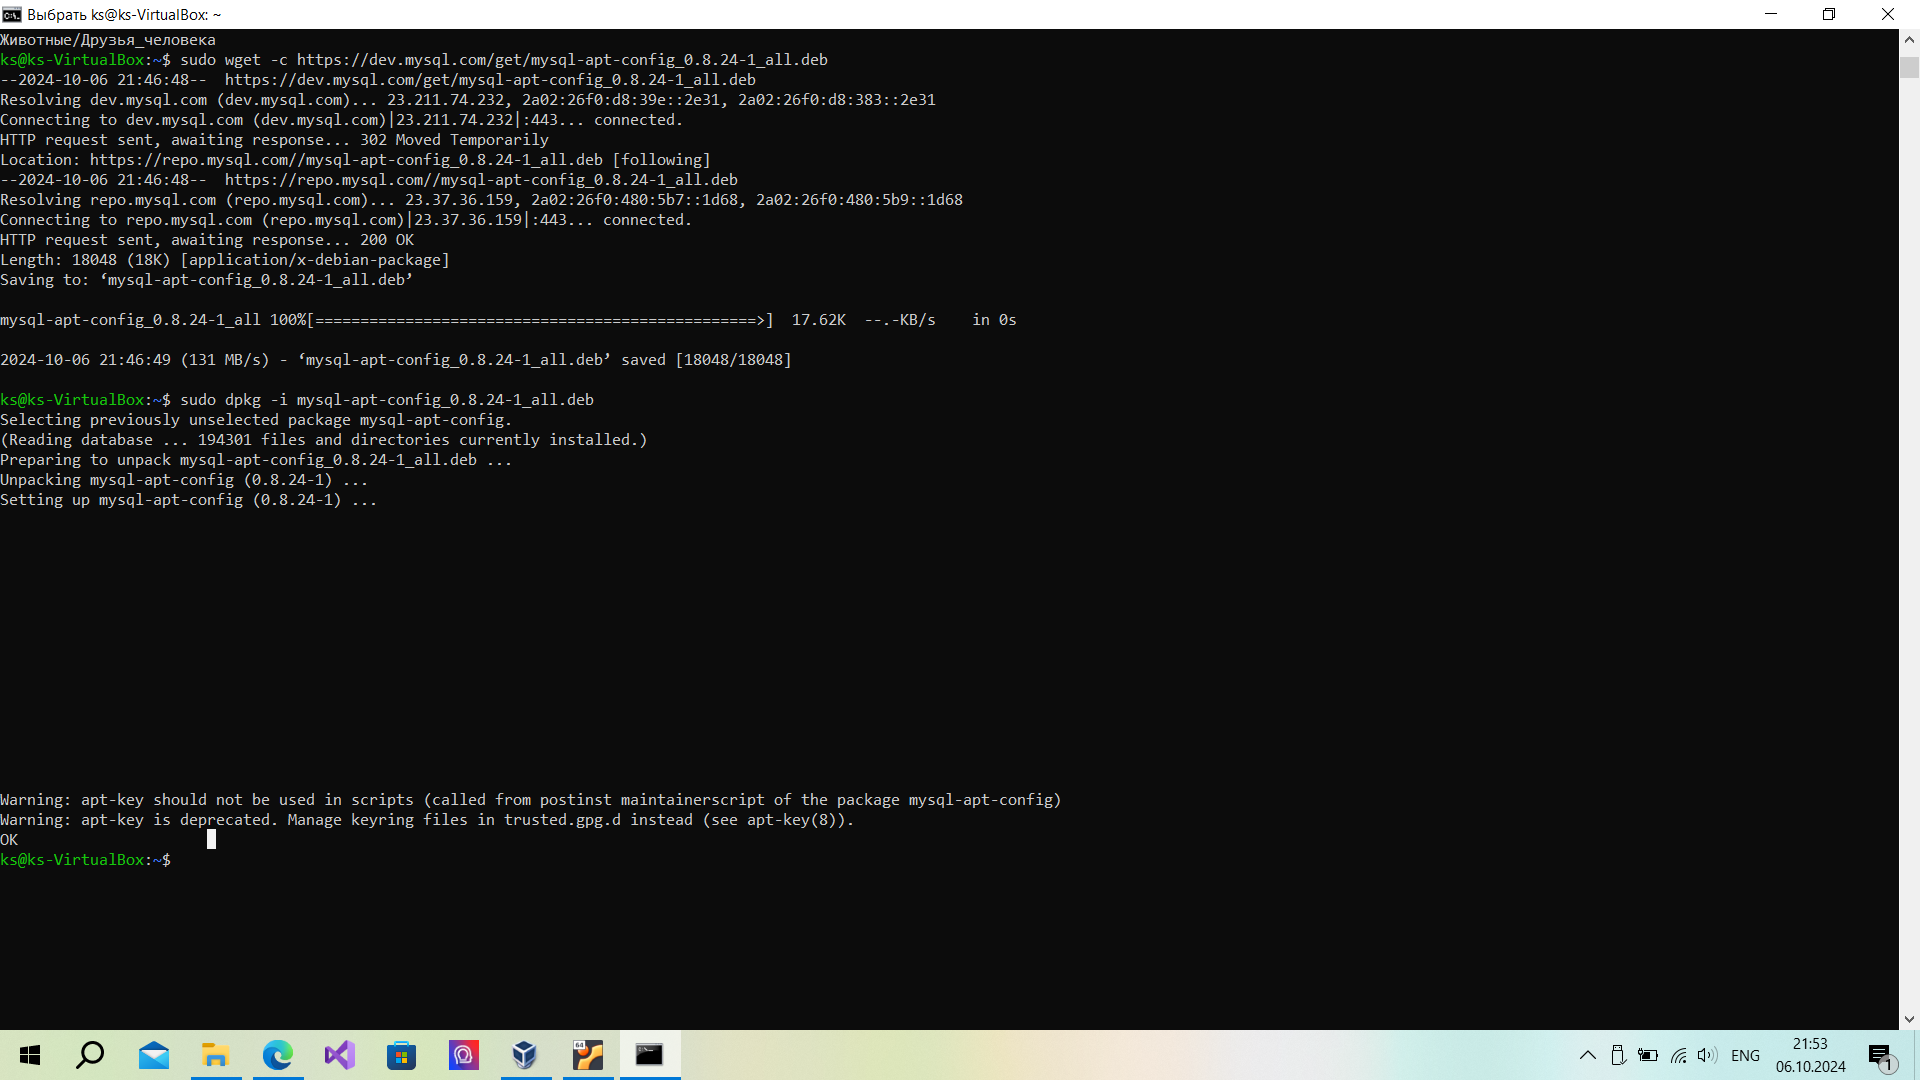 Выбрать ks@ks-VirtualBox: ~
Животные/Друзья_человека
ks@ks-VirtualBox:~$ sudo wget -c https://dev.mysql.com/get/mysql-apt-config_0.8.24-1_all.deb
--2024-10-06 21:46:48--  https://dev.mysql.com/get/mysql-apt-config_0.8.24-1_all.deb
Resolving dev.mysql.com (dev.mysql.com)... 23.211.74.232, 2a02:26f0:d8:39e::2e31, 2a02:26f0:d8:383::2e31
Connecting to dev.mysql.com (dev.mysql.com)|23.211.74.232|:443... connected.
HTTP request sent, awaiting response... 302 Moved Temporarily
Location: https://repo.mysql.com//mysql-apt-config_0.8.24-1_all.deb [following]
--2024-10-06 21:46:48--  https://repo.mysql.com//mysql-apt-config_0.8.24-1_all.deb
Resolving repo.mysql.com (repo.mysql.com)... 23.37.36.159, 2a02:26f0:480:5b7::1d68, 2a02:26f0:480:5b9::1d68
Connecting to repo.mysql.com (repo.mysql.com)|23.37.36.159|:443... connected.
HTTP request sent, awaiting response... 200 OK
Length: 18048 (18K) [application/x-debian-package]
Saving to: ‘mysql-apt-config_0.8.24-1_all.deb’
mysql-apt-config_0.8.24-1_all 100%[=================================================>]  17.62K  --.-KB/s    in 0s
2024-10-06 21:46:49 (131 MB/s) - ‘mysql-apt-config_0.8.24-1_all.deb’ saved [18048/18048]
ks@ks-VirtualBox:~$ sudo dpkg -i mysql-apt-config_0.8.24-1_all.deb
Selecting previously unselected package mysql-apt-config.
(Reading database ... 194301 files and directories currently installed.)
Preparing to unpack mysql-apt-config_0.8.24-1_all.deb ...
Unpacking mysql-apt-config (0.8.24-1) ...
Setting up mysql-apt-config (0.8.24-1) ...
Warning: apt-key should not be used in scripts (called from postinst maintainerscript of the package mysql-apt-config)
Warning: apt-key is deprecated. Manage keyring files in trusted.gpg.d instead (see apt-key(8)).
OK
ks@ks-VirtualBox:~$
64
ENG
21:53
06.10.2024
1